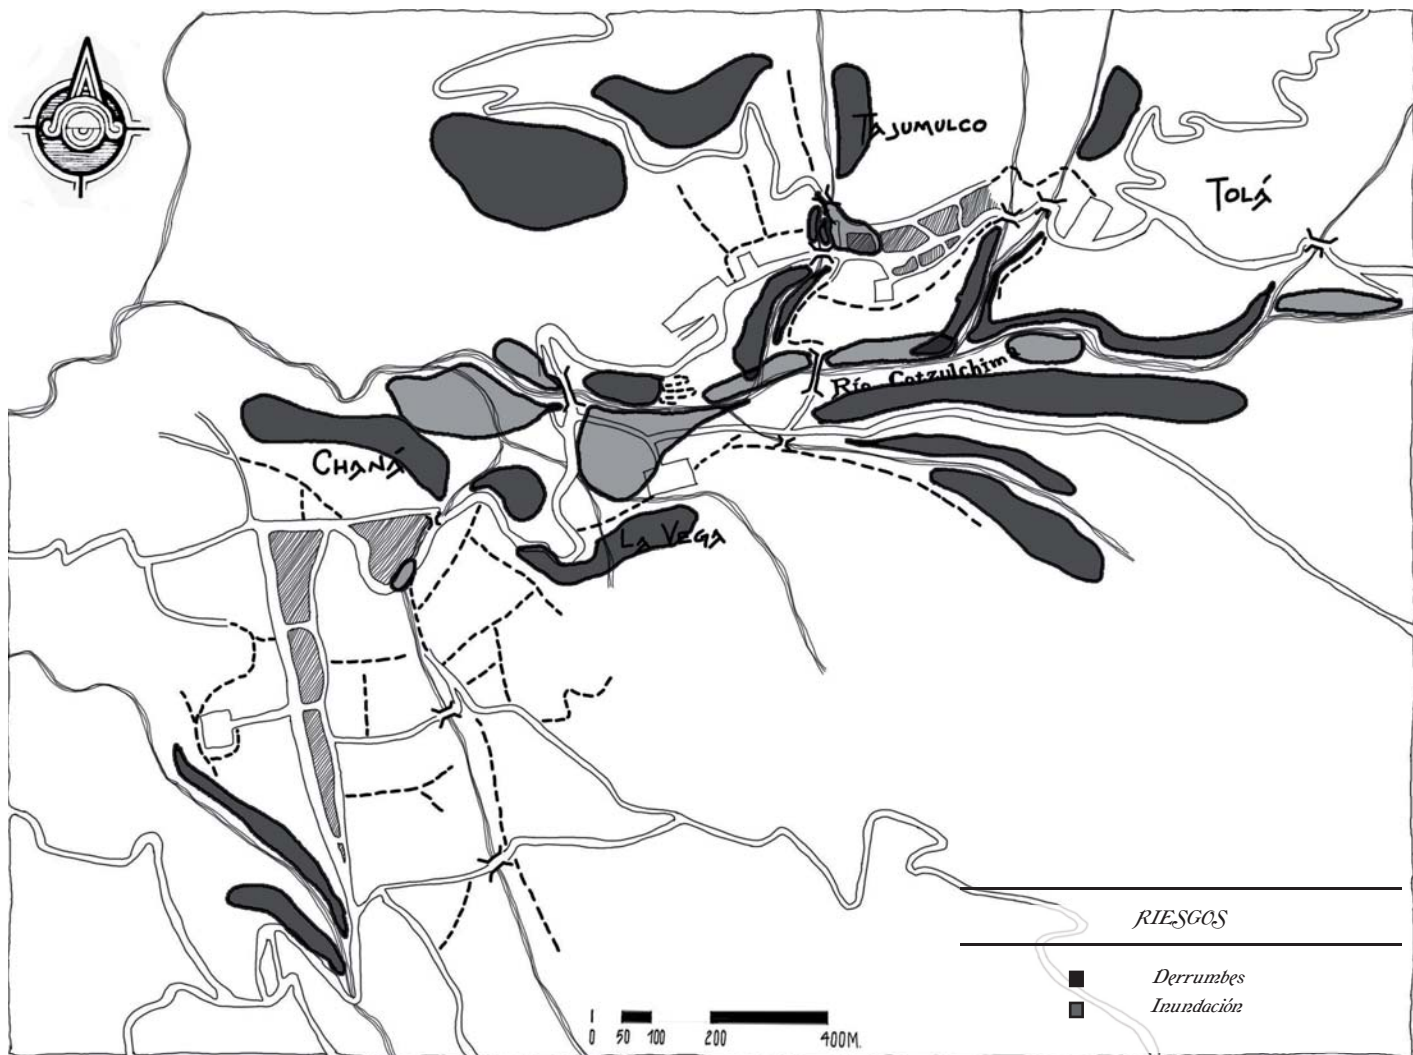 TAJUMULCO
TOLÁ
Río Cotzulchim
CHANÁ
LA VEGA
RIESGOS
Derrumbes
Inundación
0 50 100 200 400M.